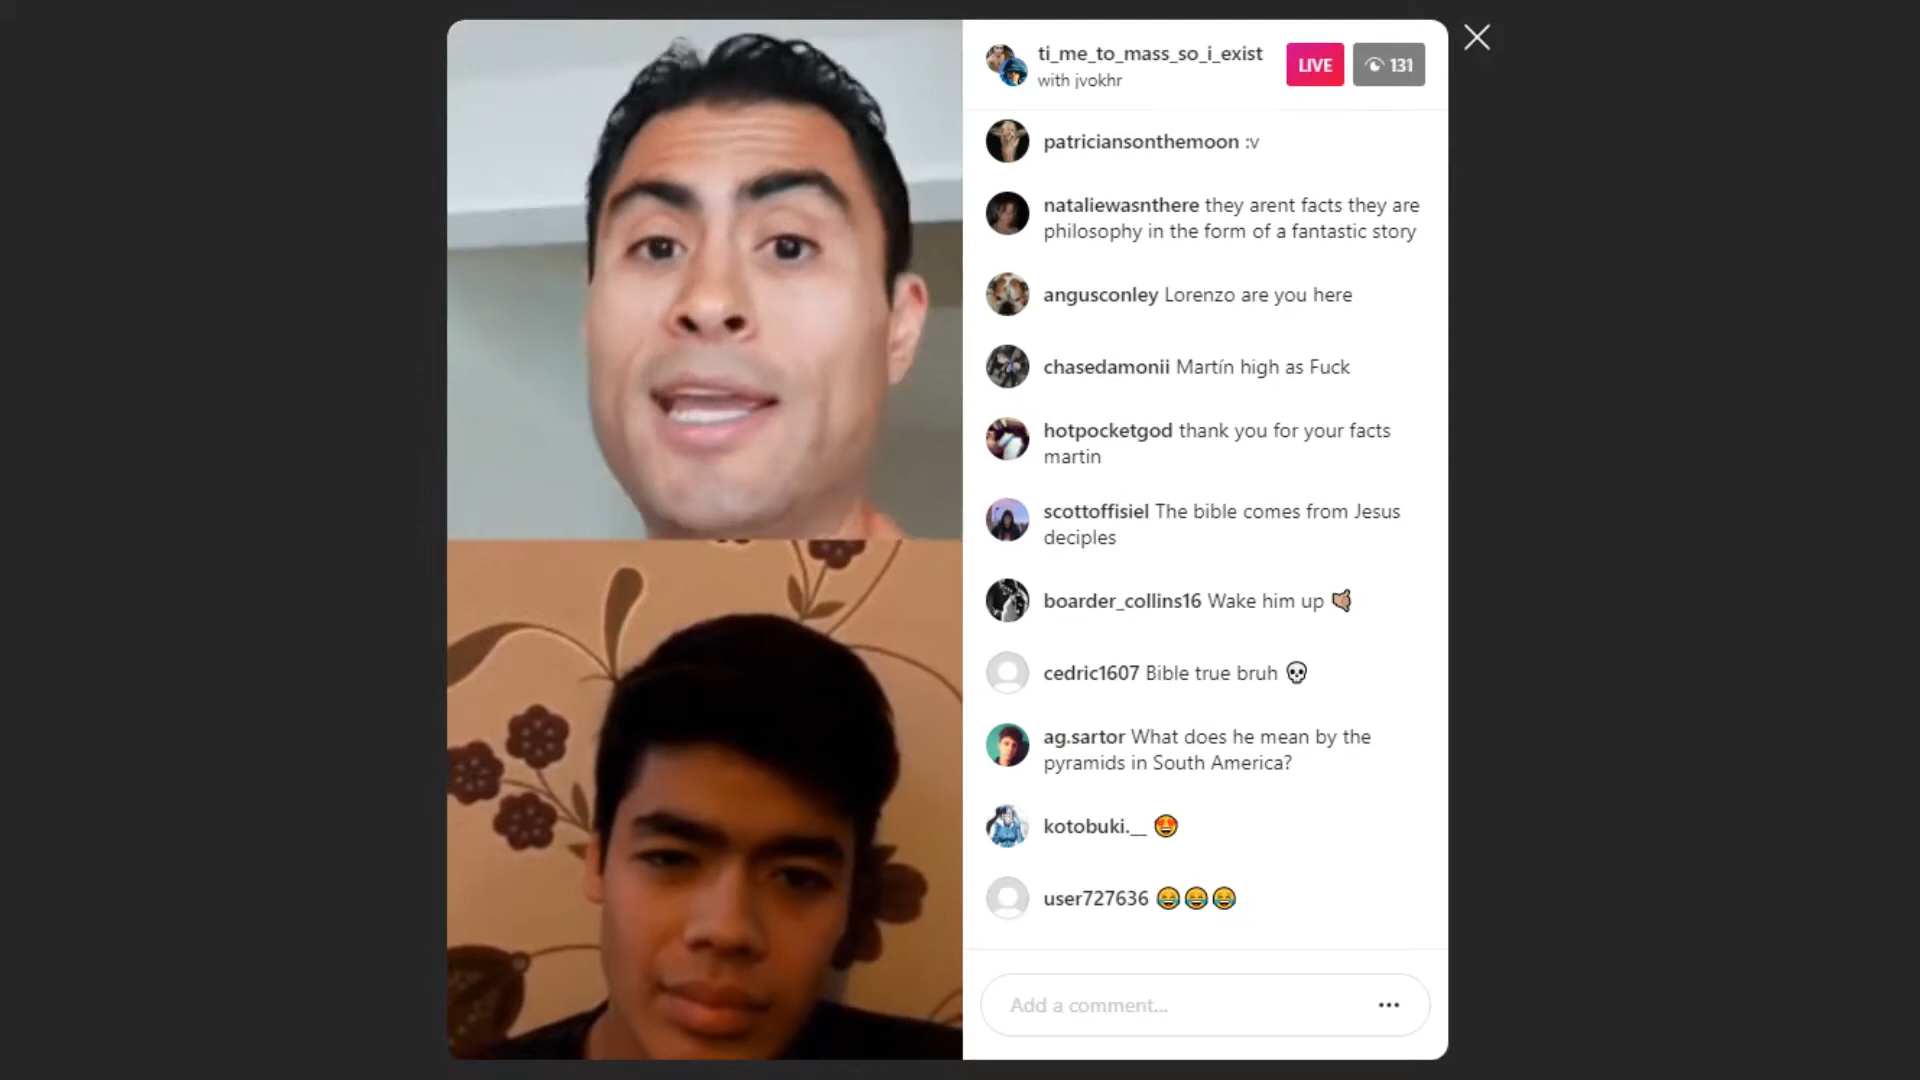 ti_me_to_mass_so_i_exist
with jvokhr
LIVE
131
patriciansonthemoon :v
nataliewasnthere they arent facts they are
philosophy in the form of a fantastic story
angusconley Lorenzo are you here
chasedamonii Martín high as Fuck
hotpocketgod thank you for your facts
martin
scottoffisiel The bible comes from Jesus
deciples
boarder_collins16 Wake him up 🤙🏽
cedric1607 Bible true bruh 💀
ag.sartor What does he mean by the
pyramids in South America?
kotobuki.__ 🤩
user727636 😂😂😂
Add a comment...